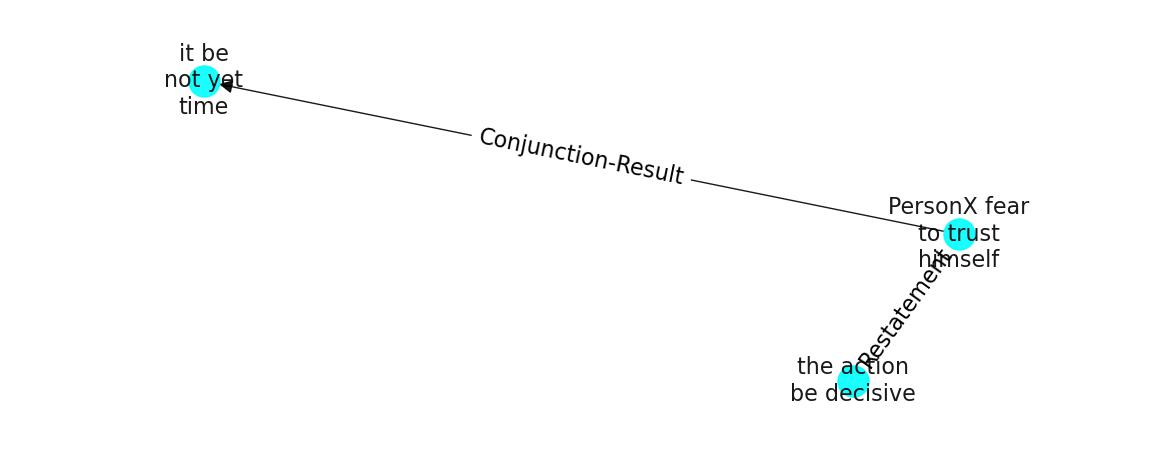 it be
not yet
time
Conjunction-Result
PersonX fear
to trust
himself
Restatement
the action
be decisive